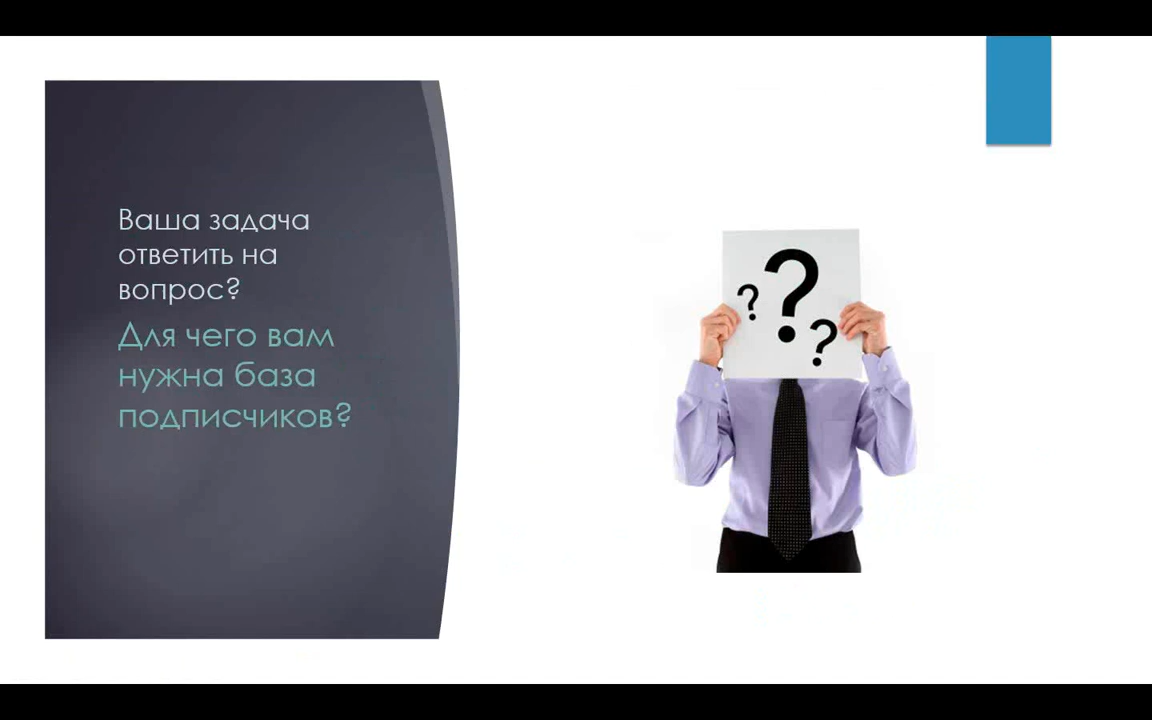 Ваша задача
ответить на
вопрос?
Для чего вам
нужна база
подписчиков?
?
?
?